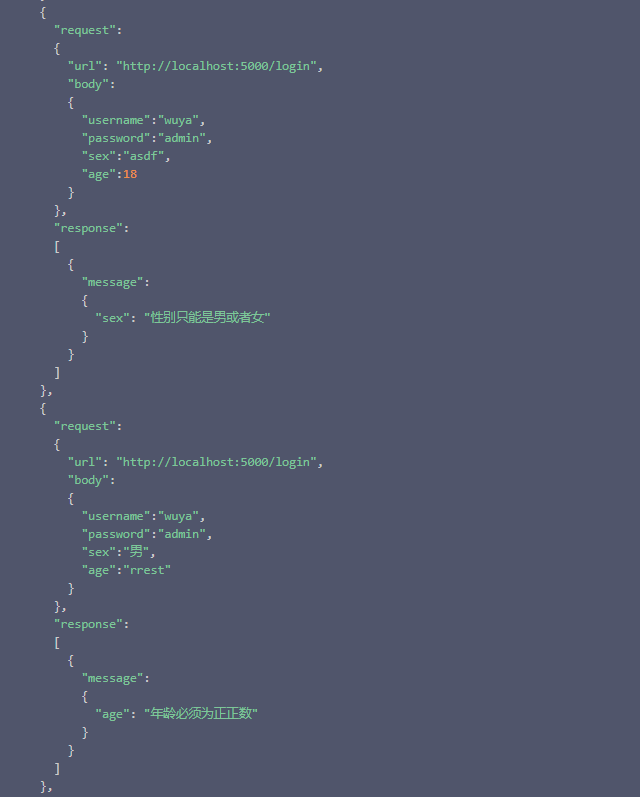 {
"request":
{
"url": "http://localhost:5000/login",
"body":
{
"username":"wuya",
"password":"admin",
"sex":"asdf",
"age":18
}
},
"response":
[
{
"message":
{
"sex": "性别只能是男或者女"
}
}
]
},
{
"request":
{
"url": "http://localhost:5000/login",
"body":
{
"username":"wuya",
"password":"admin",
"sex":"男",
"age":"rrest"
}
},
"response":
[
{
"message":
{
"age": "年龄必须为正正数"
}
}
]
},